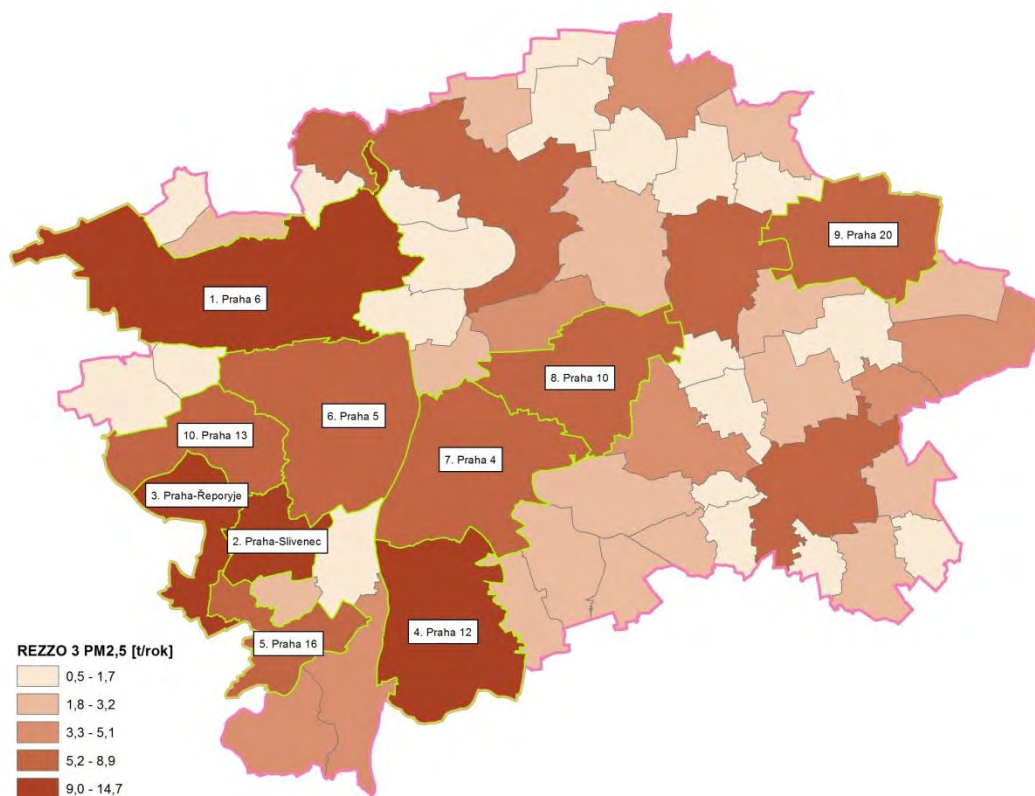 9. Praha 20
1. Praha 6
8. Praha 10
6. Praha 5
10. Praha 13
7. Praha 4
3. Praha-Řeporyje
2. Praha-Slivenec
4. Praha 12
5. Praha 16
REZZO 3 PM2,5 [t/rok]
0,5 - 1,7
1,8 - 3,2
3,3 - 5,1
5,2 - 8,9
9,0 - 14,7